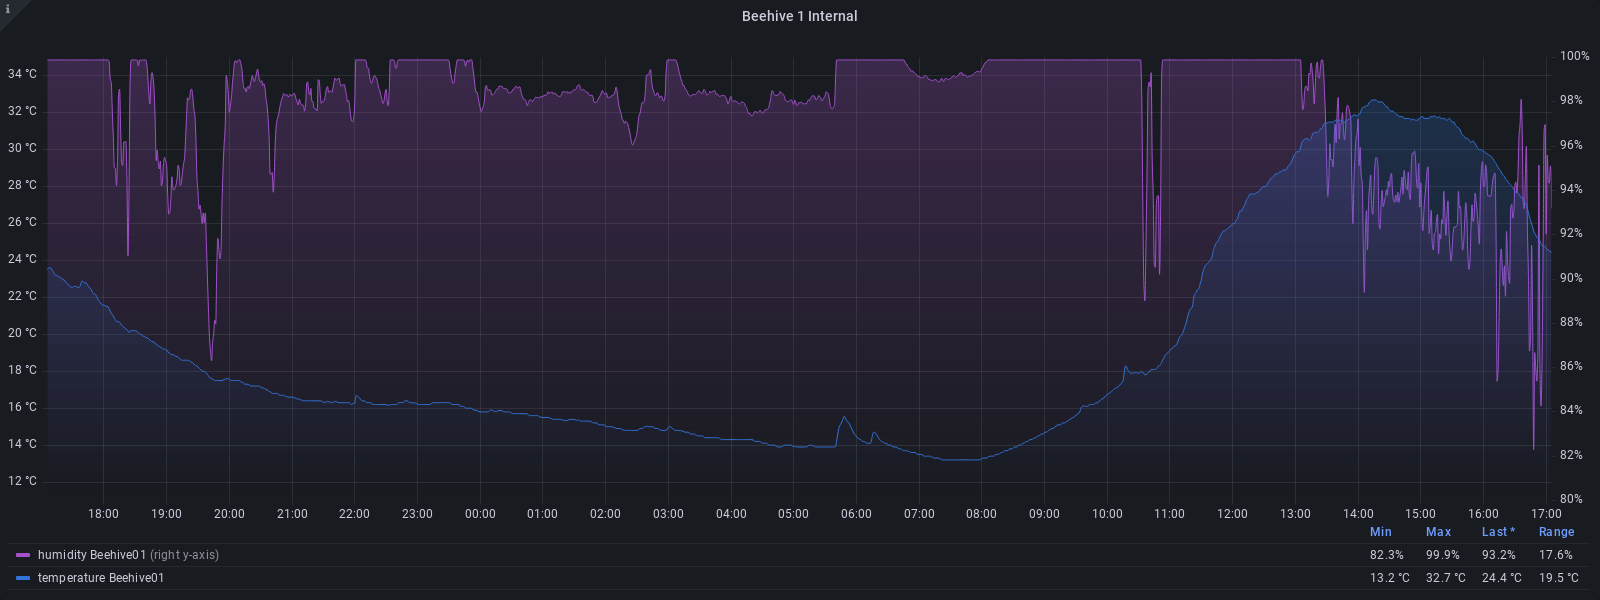 i
Beehive 1 Internal
34 °C
32 °C
30 °C
28 °C
26 °C
24 °C
22 °C
20 °C
18 °C
16 °C
14 °C
12 °C
100%
98%
96%
94%
92%
90%
88%
86%
84%
82%
80%
18:00 19:00 20:00 21:00 22:00 23:00 00:00 01:00 02:00 03:00 04:00 05:00 06:00 07:00 08:00 09:00 10:00 11:00 12:00 13:00 14:00 15:00 16:00 17:00
Min Max Last * Range
humidity Beehive01 (right y-axis) 82.3% 99.9% 93.2% 17.6%
temperature Beehive01 13.2 °C 32.7 °C 24.4 °C 19.5 °C